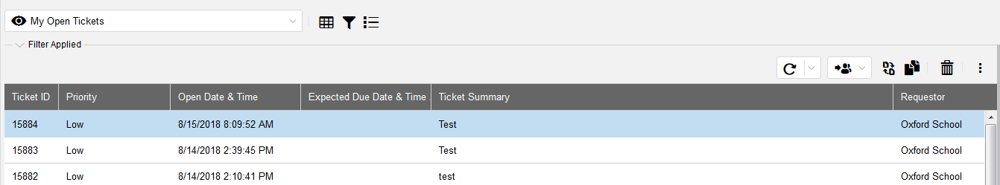 My Open Tickets
Filter Applied
Ticket ID Priority Open Date & Time Expected Due Date & Time Ticket Summary Requestor
15884 Low 8/15/2018 8:09:52 AM Test Oxford School
15883 Low 8/14/2018 2:39:45 PM Test Oxford School
15882 Low 8/14/2018 2:10:41 PM test Oxford School